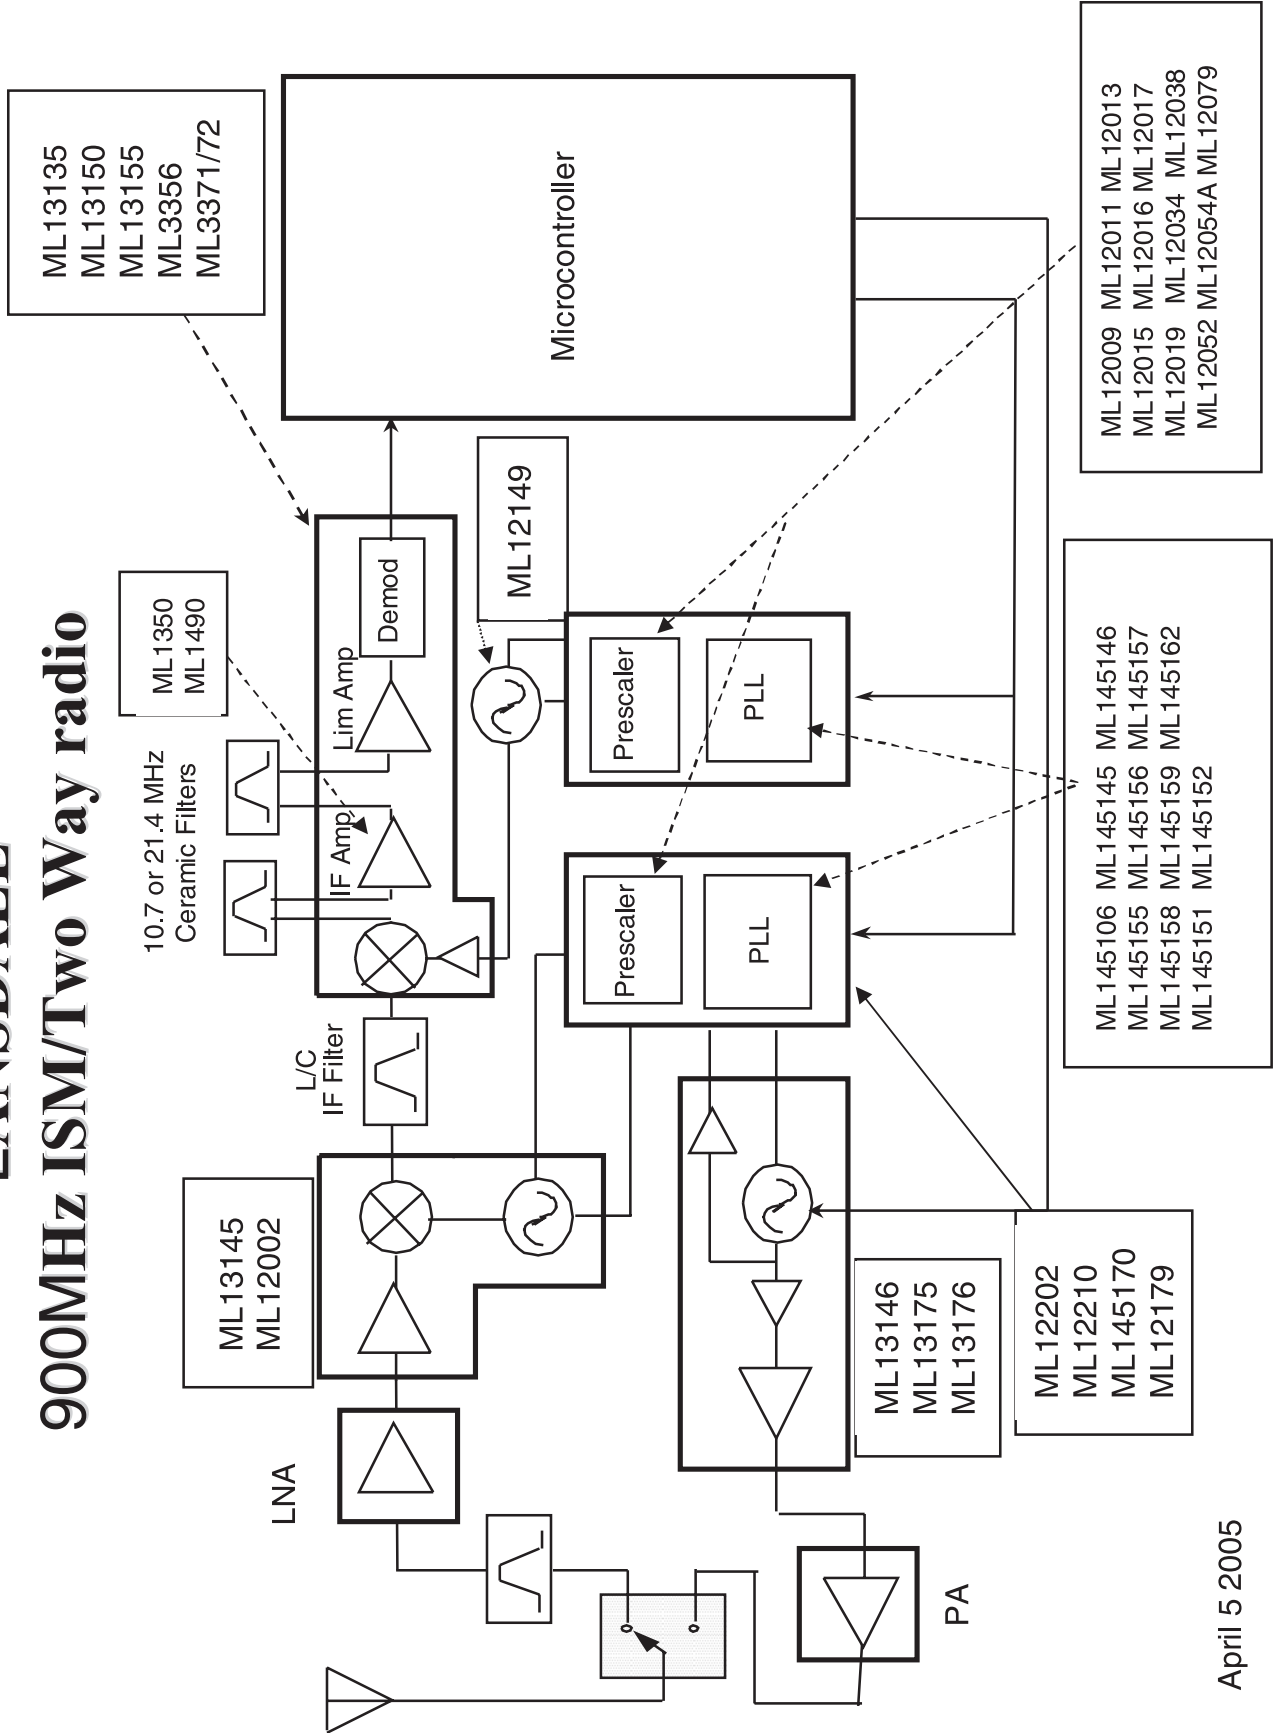 LANSDALE
900MHz ISM/Two Way radio
ML13135
ML13150
ML13155
ML3356
ML3371/72
ML1350
ML1490
10.7 or 21.4 MHz
Ceramic Filters
ML13145
ML12002
L/C
IF Filter
LNA
IF Amp
Lim Amp
Demod
ML12149
Microcontroller
Prescaler
PLL
Prescaler
PLL
PA
ML13146
ML13175
ML13176
ML12202
ML12210
ML145170
ML12179
ML145106 ML145145 ML145146
ML145155 ML145156 ML145157
ML145158 ML145159 ML145162
ML145151 ML145152
ML12009 ML12011 ML12013
ML12015 ML12016 ML12017
ML12019 ML12034 ML12038
ML12052 ML12054A ML12079
April 5 2005